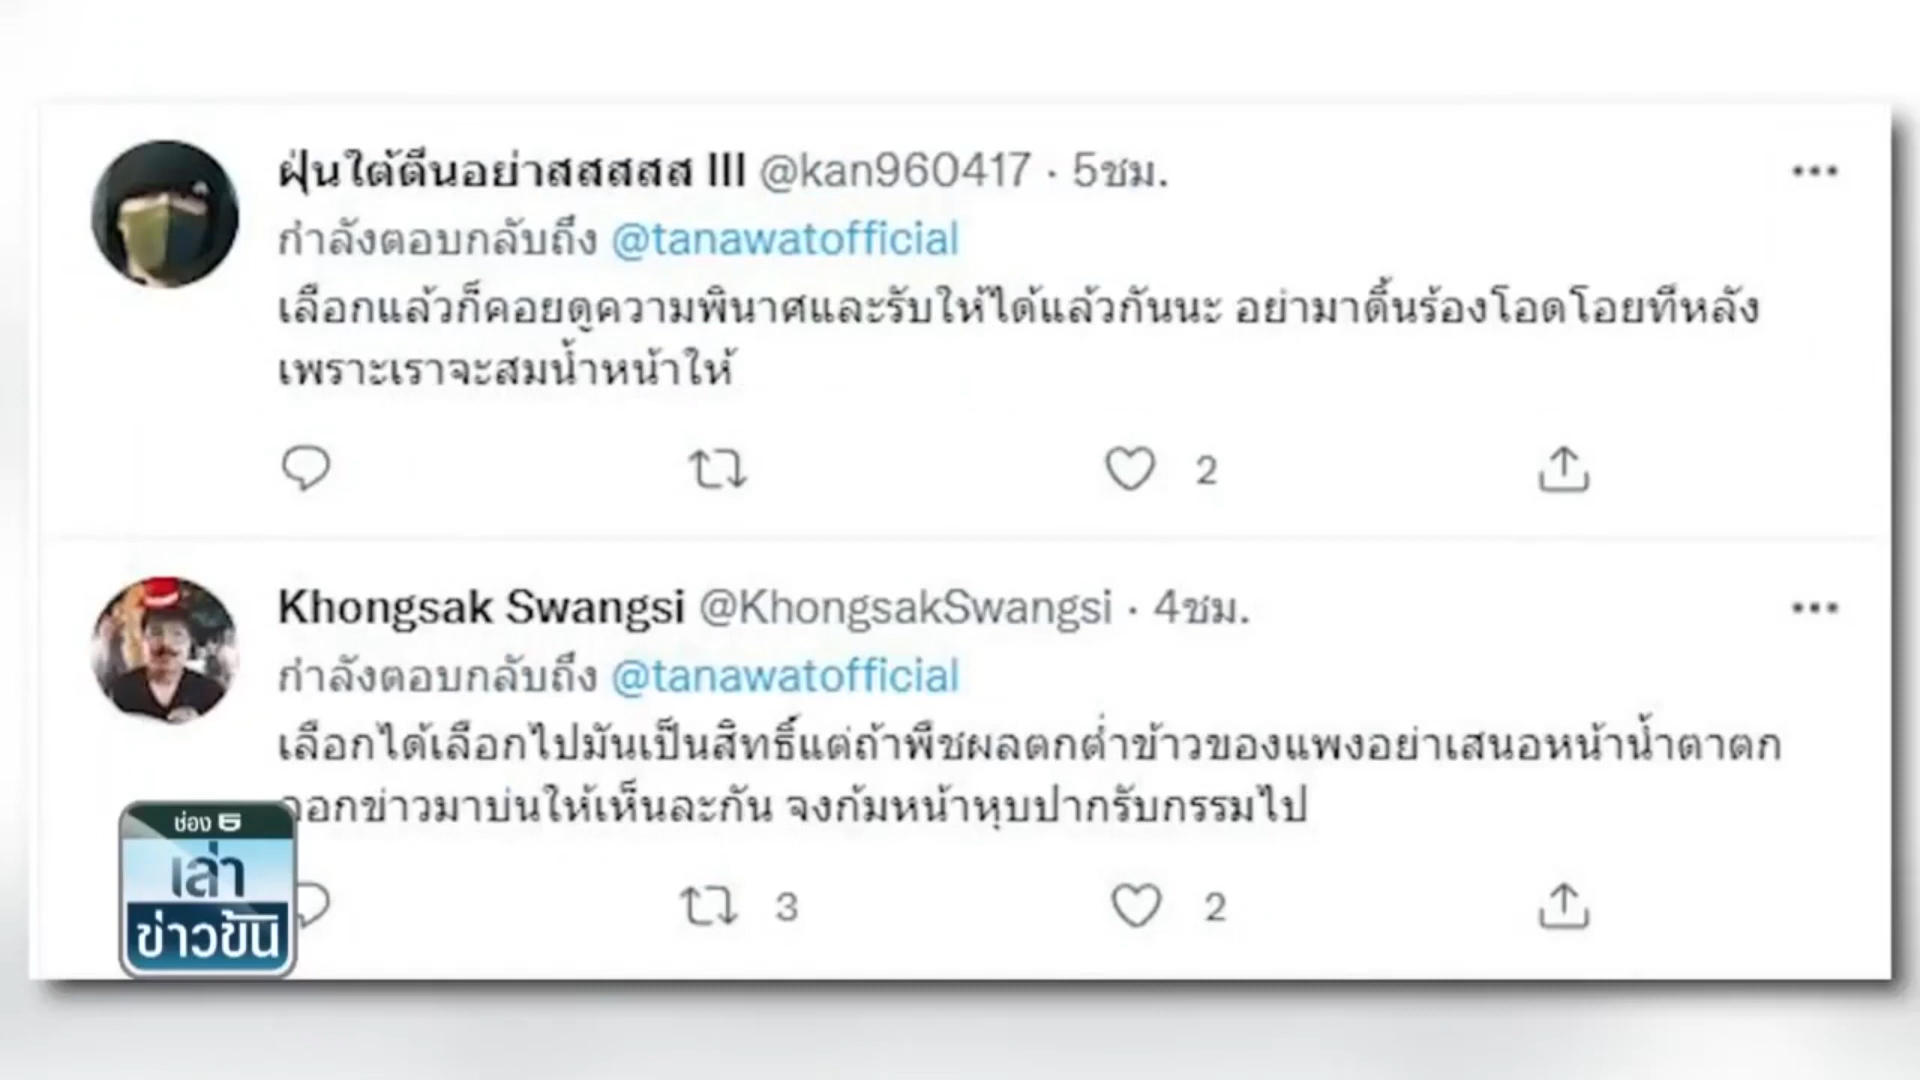 ฝุ่นใต้ตีนอย่าสสสสส III @kan960417 · 5ชม.
กำลังตอบกลับถึง @tanawatofficial
เลือกแล้วก็คอยดูความพินาศและรับให้ได้แล้วกันนะ อย่ามาดิ้นร้องโอดโอยทีหลัง
เพราะเราจะสมน้ำหน้าให้
2
Khongsak Swangsi @KhongsakSwangsi · 4ชม.
กำลังตอบกลับถึง @tanawatofficial
เลือกได้เลือกไปมันเป็นสิทธิ์แต่ถ้าพืชผลตกต่ำข้าวของแพงอย่าเสนอหน้าน้ำตาตก
ออกข่าวมาบ่นให้เห็นละกัน จงก้มหน้าหุบปากรับกรรมไป
3 2
ช่อง 5
เล่า
ข่าวข้น